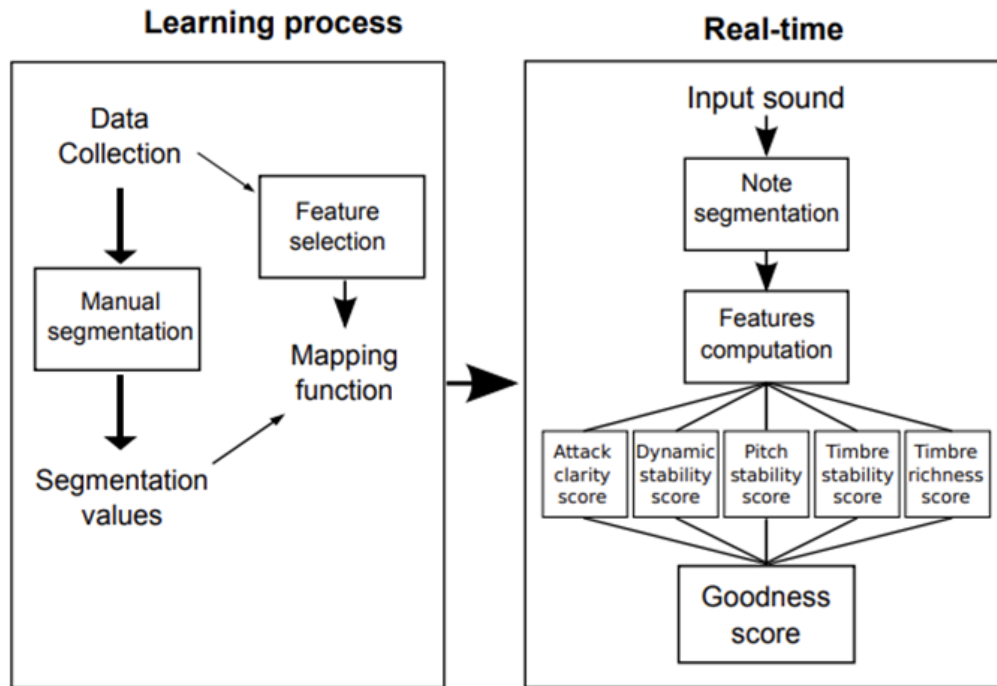 Learning process
Data
Collection
Feature
selection
Manual
segmentation
Mapping
function
Segmentation
values
Real-time
Input sound
Note
segmentation
Features
computation
Attack
clarity
score
Dynamic
stability
score
Pitch
stability
score
Timbre
stability
score
Timbre
richness
score
Goodness
score